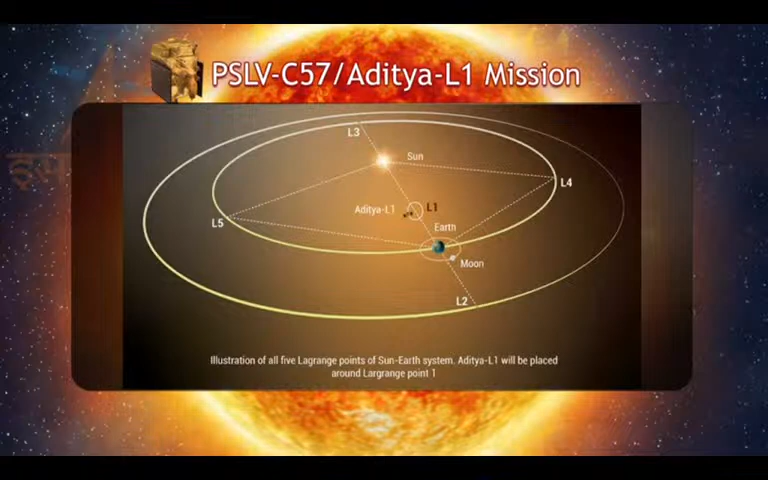 PSLV-C57/Aditya-L1 Mission
L3
Sun
L4
Aditya-L1
L1
L5
Earth
Moon
L2
Illustration of all five Lagrange points of Sun-Earth system. Aditya-L1 will be placed
around Largrange point 1